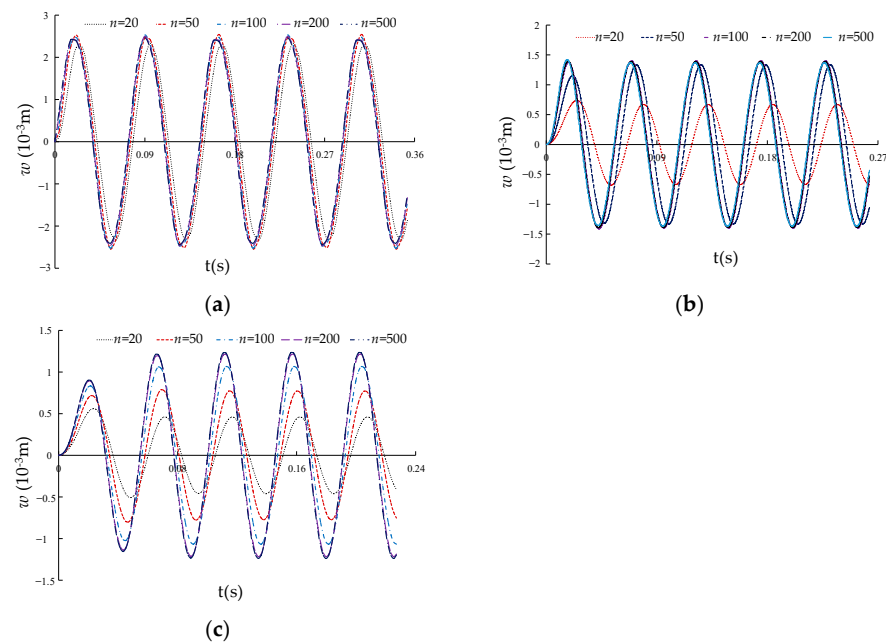 n=20 n=50 n=100 n=200 n=500
3
2
1
0
−1
−2
−3
0 0.09 0.18 0.27 0.36
w (10⁻³m)
t(s)
(a)
n=20 n=50 n=100 n=200 n=500
2
1.5
1
0.5
0
−0.5
−1
−1.5
−2
0 0.09 0.18 0.27
w (10⁻³m)
t(s)
(b)
n=20 n=50 n=100 n=200 n=500
1.5
1
0.5
0
−0.5
−1
−1.5
0 0.08 0.16 0.24
w (10⁻³m)
t(s)
(c)